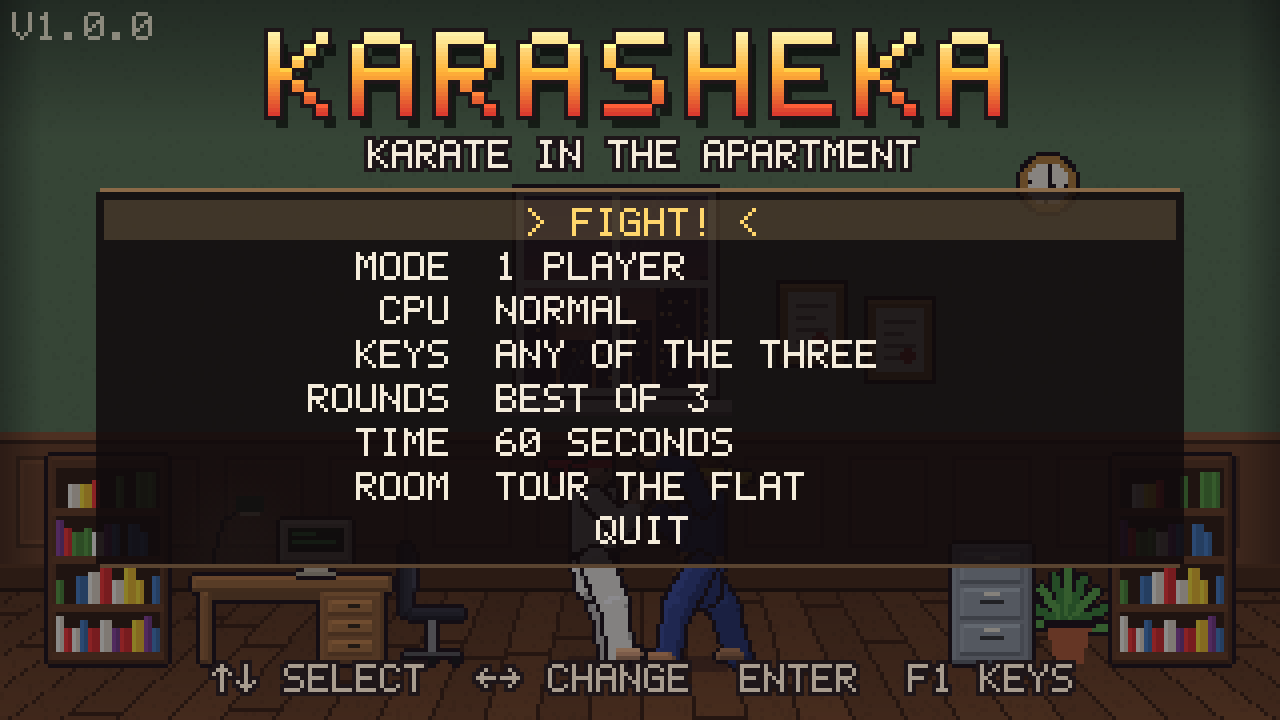 V1.0.0
KARASHEKA
KARATE IN THE APARTMENT
> FIGHT! <
MODE 1 PLAYER
CPU NORMAL
KEYS ANY OF THE THREE
ROUNDS BEST OF 3
TIME 60 SECONDS
ROOM TOUR THE FLAT
QUIT
↑↓ SELECT ↔ CHANGE ENTER F1 KEYS